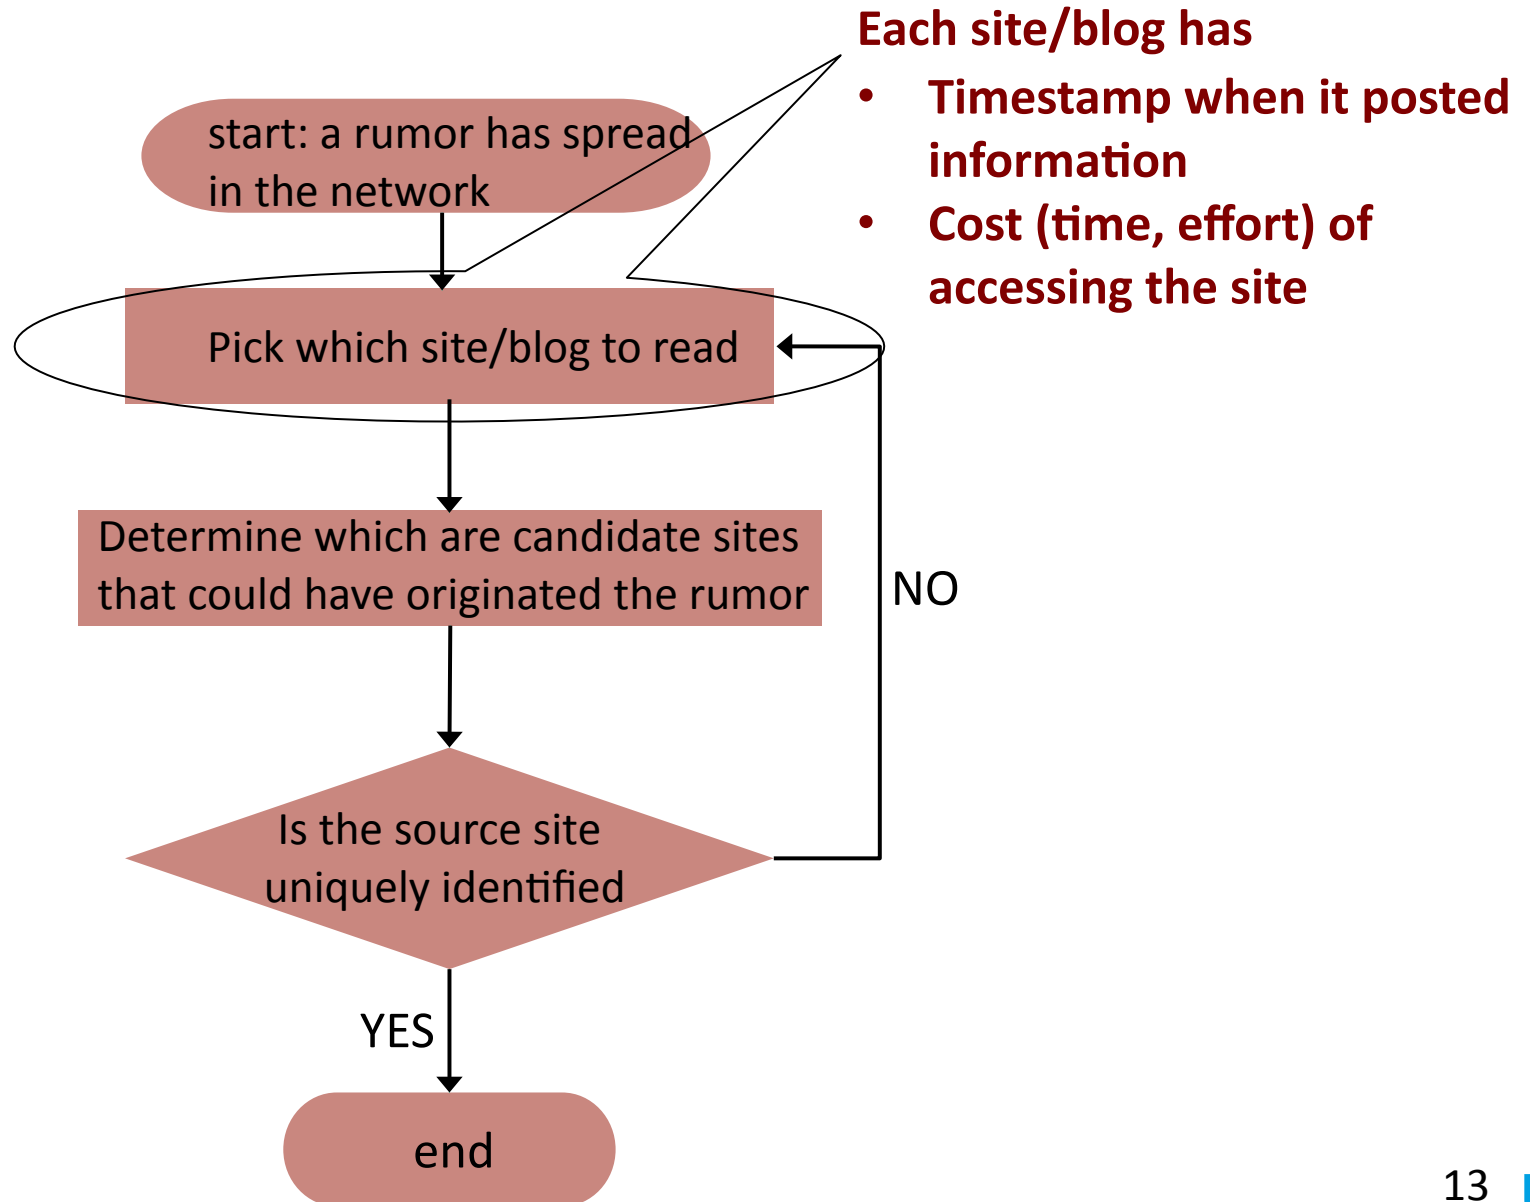 Each site/blog has
• Timestamp when it posted
information
• Cost (time, effort) of
accessing the site
start: a rumor has spread
in the network
Pick which site/blog to read
Determine which are candidate sites
that could have originated the rumor
NO
Is the source site
uniquely identified
YES
end
13